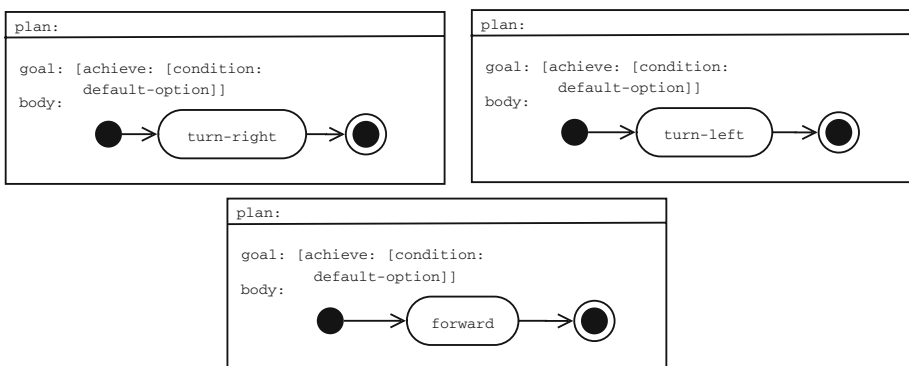 plan:
goal: [achieve: [condition:
default-option]]
body:
turn-right
plan:
goal: [achieve: [condition:
default-option]]
body:
turn-left
plan:
goal: [achieve: [condition:
default-option]]
body:
forward